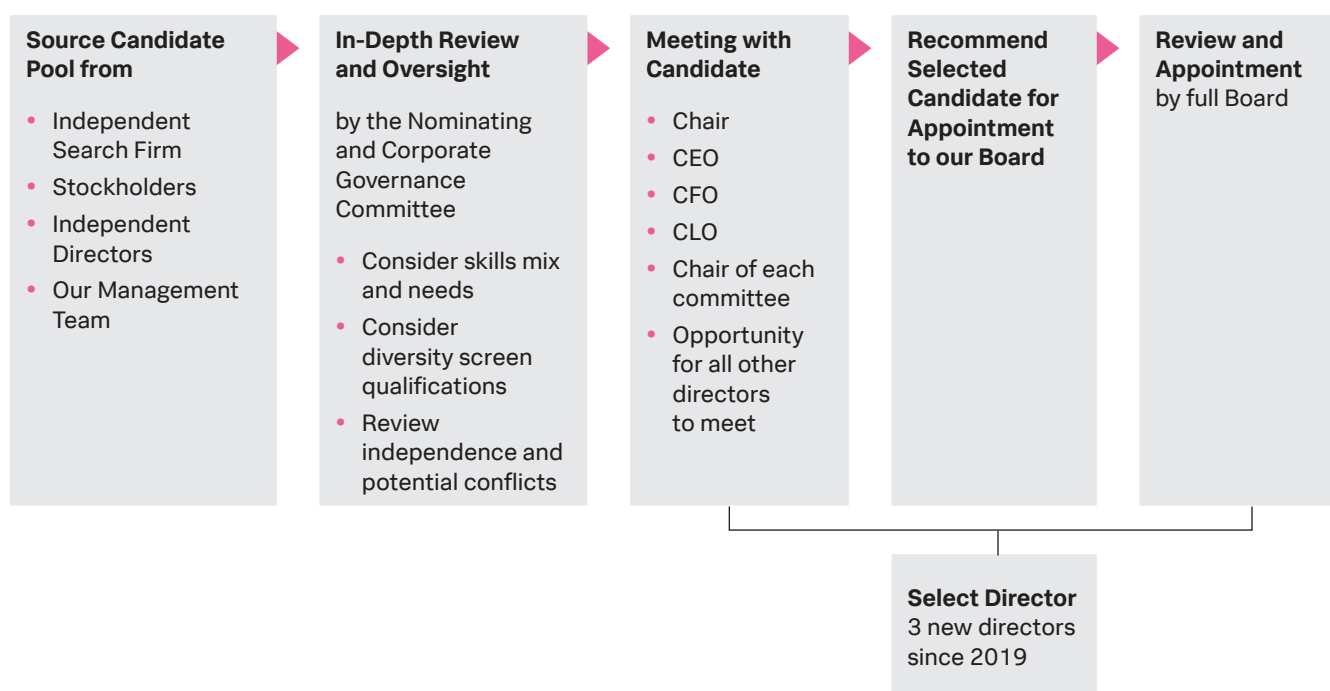 Source Candidate
Pool from
• Independent
Search Firm
• Stockholders
• Independent
Directors
• Our Management
Team
In-Depth Review
and Oversight
by the Nominating
and Corporate
Governance
Committee
• Consider skills mix
and needs
• Consider
diversity screen
qualifications
• Review
independence and
potential conflicts
Meeting with
Candidate
• Chair
• CEO
• CFO
• CLO
• Chair of each
committee
• Opportunity
for all other
directors
to meet
Recommend
Selected
Candidate for
Appointment
to our Board
Review and
Appointment
by full Board
Select Director
3 new directors
since 2019